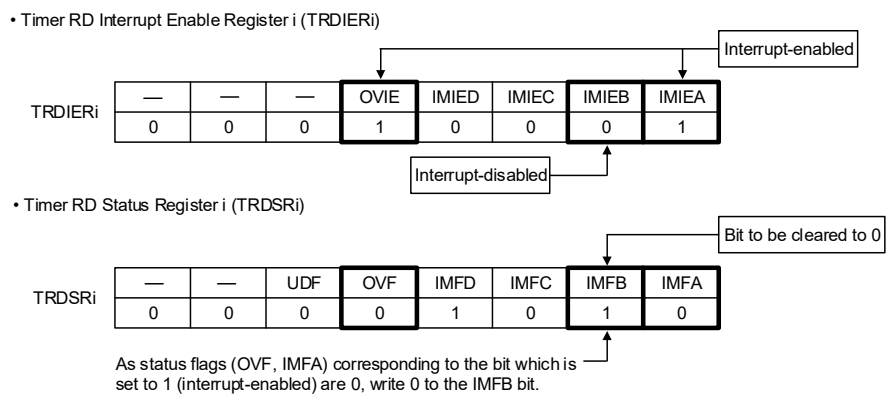 • Timer RD Interrupt Enable Register i (TRDIERi)
Interrupt-enabled
TRDIERi
— — — OVIE IMIED IMIEC IMIEB IMIEA
0 0 0 1 0 0 0 1
Interrupt-disabled
• Timer RD Status Register i (TRDSRi)
Bit to be cleared to 0
TRDSRi
— — UDF OVF IMFD IMFC IMFB IMFA
0 0 0 0 1 0 1 0
As status flags (OVF, IMFA) corresponding to the bit which is
set to 1 (interrupt-enabled) are 0, write 0 to the IMFB bit.